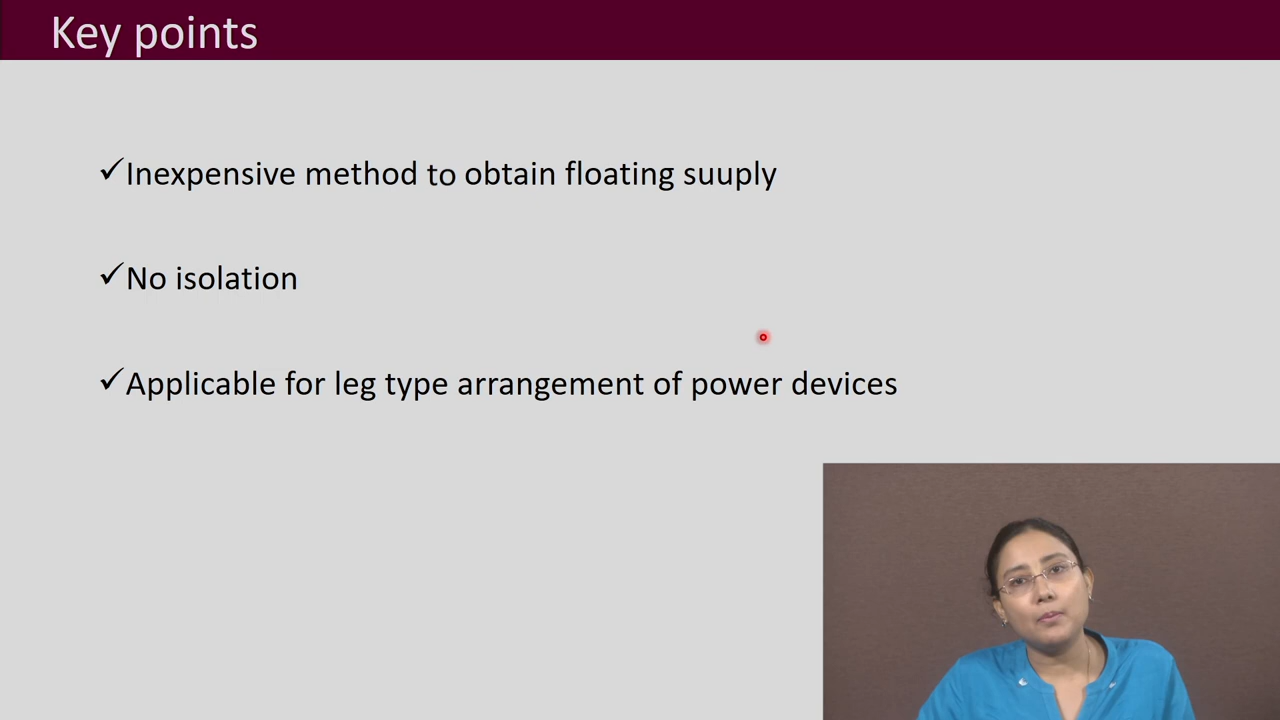 Key points
✓Inexpensive method to obtain floating suuply
✓No isolation
✓Applicable for leg type arrangement of power devices